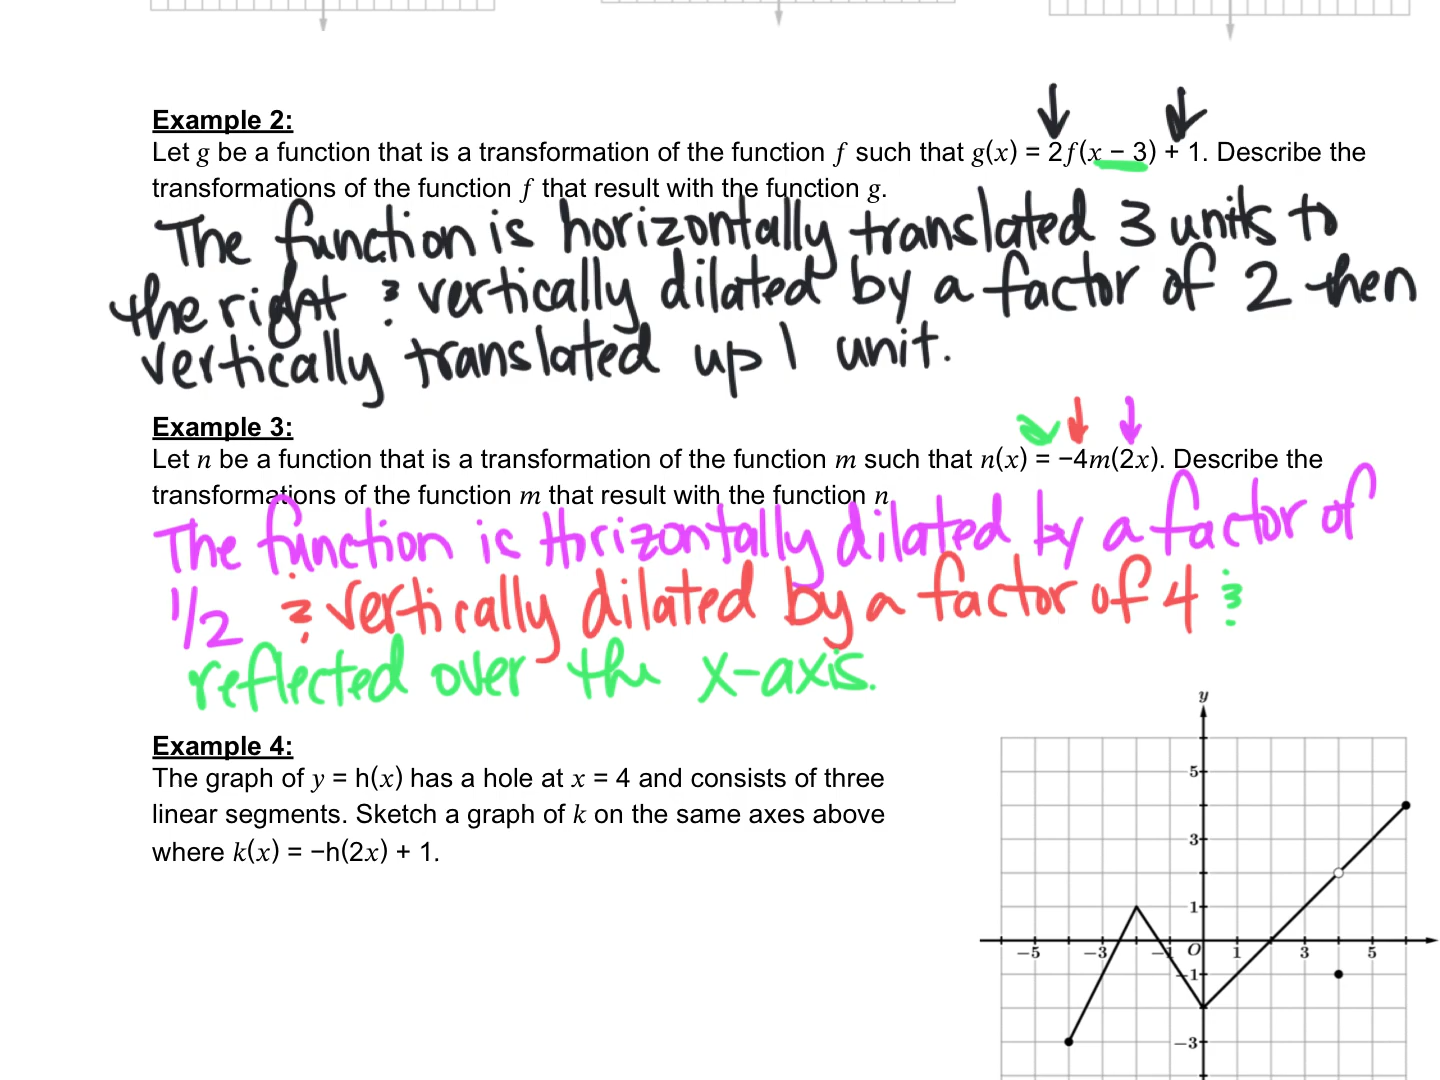 Example 2:
Let g be a function that is a transformation of the function f such that g(x) = 2f(x − 3) + 1. Describe the
transformations of the function f that result with the function g.
The function is horizontally translated 3 units to
the right & vertically dilated by a factor of 2 then
vertically translated up 1 unit.
Example 3:
Let n be a function that is a transformation of the function m such that n(x) = −4m(2x). Describe the
transformations of the function m that result with the function n.
The function is Horizontally dilated by a factor of
1/2 & vertically dilated by a factor of 4 &
reflected over the x-axis.
Example 4:
The graph of y = h(x) has a hole at x = 4 and consists of three
linear segments. Sketch a graph of k on the same axes above
where k(x) = −h(2x) + 1.
y
5
3
1
−5 −3 −1 O 1 3 5
−1
−3